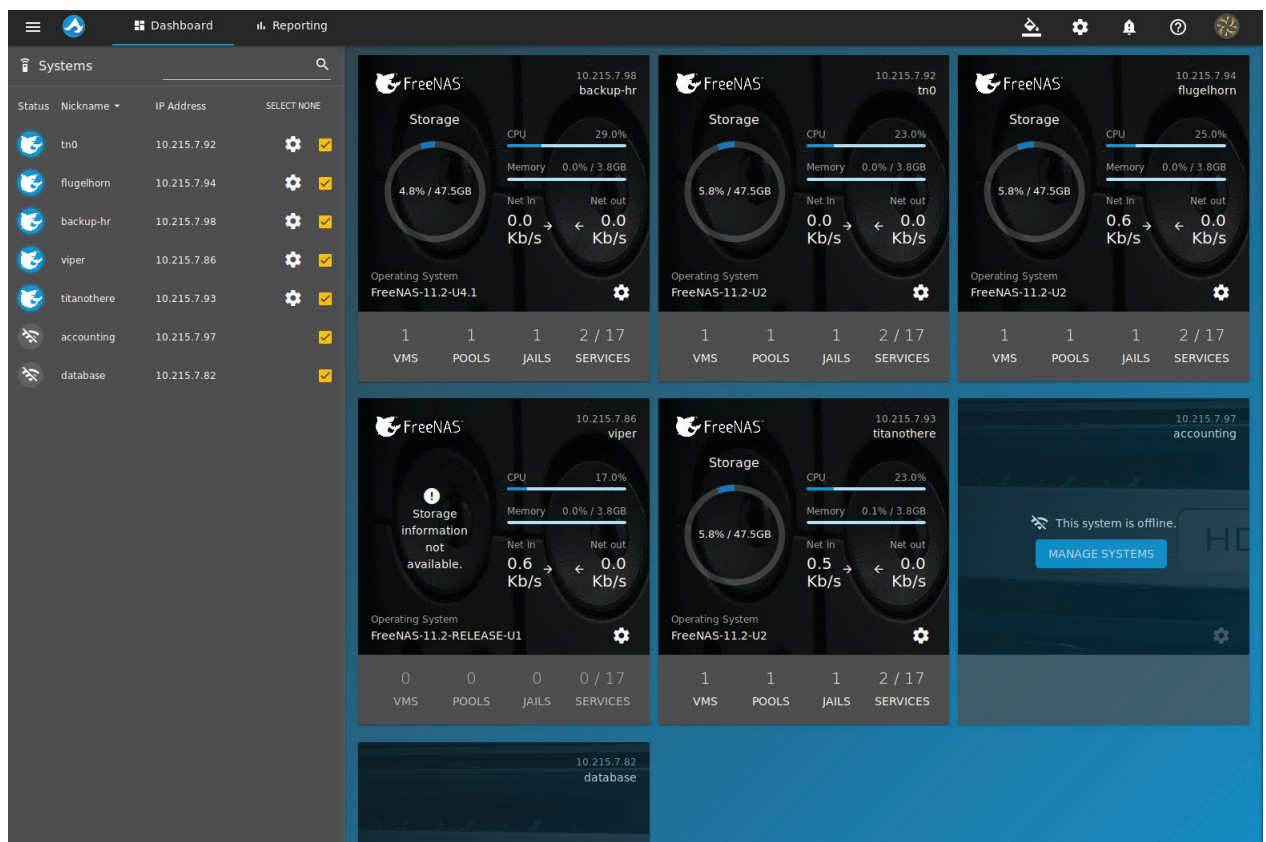 Dashboard
Reporting
Systems
Status Nickname IP Address SELECT NONE
tn0 10.215.7.92
flugelhorn 10.215.7.94
backup-hr 10.215.7.98
viper 10.215.7.86
titanothere 10.215.7.93
accounting 10.215.7.97
database 10.215.7.82
FreeNAS
10.215.7.98
backup-hr
Storage
4.8% / 47.5GB
CPU 29.0%
Memory 0.0% / 3.8GB
Net in Net out
0.0 0.0
Kb/s Kb/s
Operating System
FreeNAS-11.2-U4.1
1 1 1 2 / 17
VMS POOLS JAILS SERVICES
FreeNAS
10.215.7.92
tn0
Storage
5.8% / 47.5GB
CPU 23.0%
Memory 0.0% / 3.8GB
Net in Net out
0.0 0.0
Kb/s Kb/s
Operating System
FreeNAS-11.2-U2
1 1 1 2 / 17
VMS POOLS JAILS SERVICES
FreeNAS
10.215.7.94
flugelhorn
Storage
5.8% / 47.5GB
CPU 25.0%
Memory 0.0% / 3.8GB
Net in Net out
0.6 0.0
Kb/s Kb/s
Operating System
FreeNAS-11.2-U2
1 1 1 2 / 17
VMS POOLS JAILS SERVICES
FreeNAS
10.215.7.86
viper
Storage
information
not
available.
CPU 17.0%
Memory 0.0% / 3.8GB
Net in Net out
0.6 0.0
Kb/s Kb/s
Operating System
FreeNAS-11.2-RELEASE-U1
0 0 0 0 / 17
VMS POOLS JAILS SERVICES
FreeNAS
10.215.7.93
titanothere
Storage
5.8% / 47.5GB
CPU 23.0%
Memory 0.1% / 3.8GB
Net in Net out
0.5 0.0
Kb/s Kb/s
Operating System
FreeNAS-11.2-U2
1 1 1 2 / 17
VMS POOLS JAILS SERVICES
10.215.7.97
accounting
This system is offline.
MANAGE SYSTEMS
10.215.7.82
database